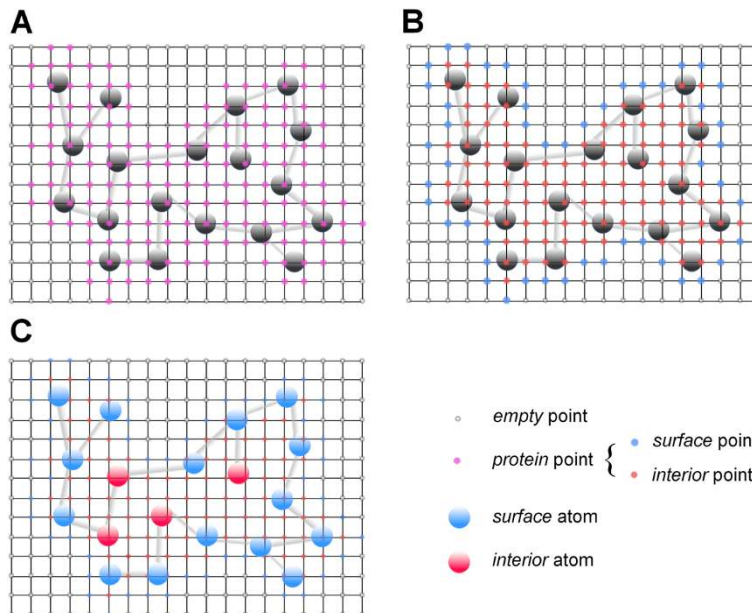 A
B
C
empty point
protein point
{
surface poin
interior point
surface atom
interior atom